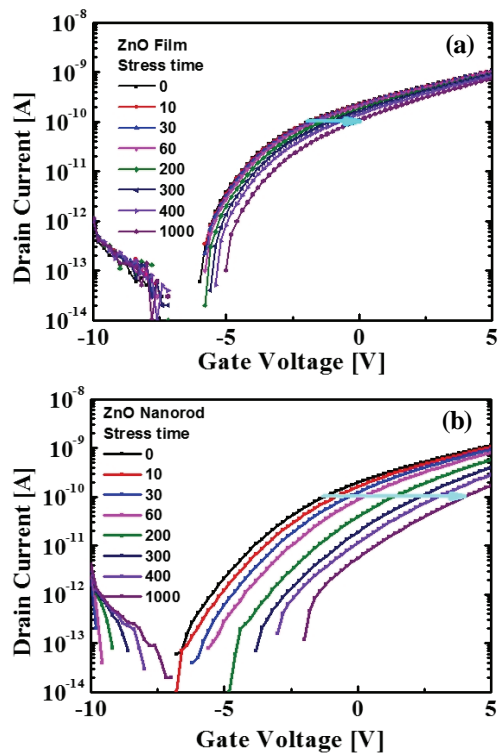 (a)
ZnO Film
Stress time
0
10
30
60
200
300
400
1000
Drain Current [A]
10-8
10-9
10-10
10-11
10-12
10-13
10-14
-10 -5 0 5
Gate Voltage [V]
(b)
ZnO Nanorod
Stress time
0
10
30
60
200
300
400
1000
Drain Current [A]
10-8
10-9
10-10
10-11
10-12
10-13
10-14
-10 -5 0 5
Gate Voltage [V]